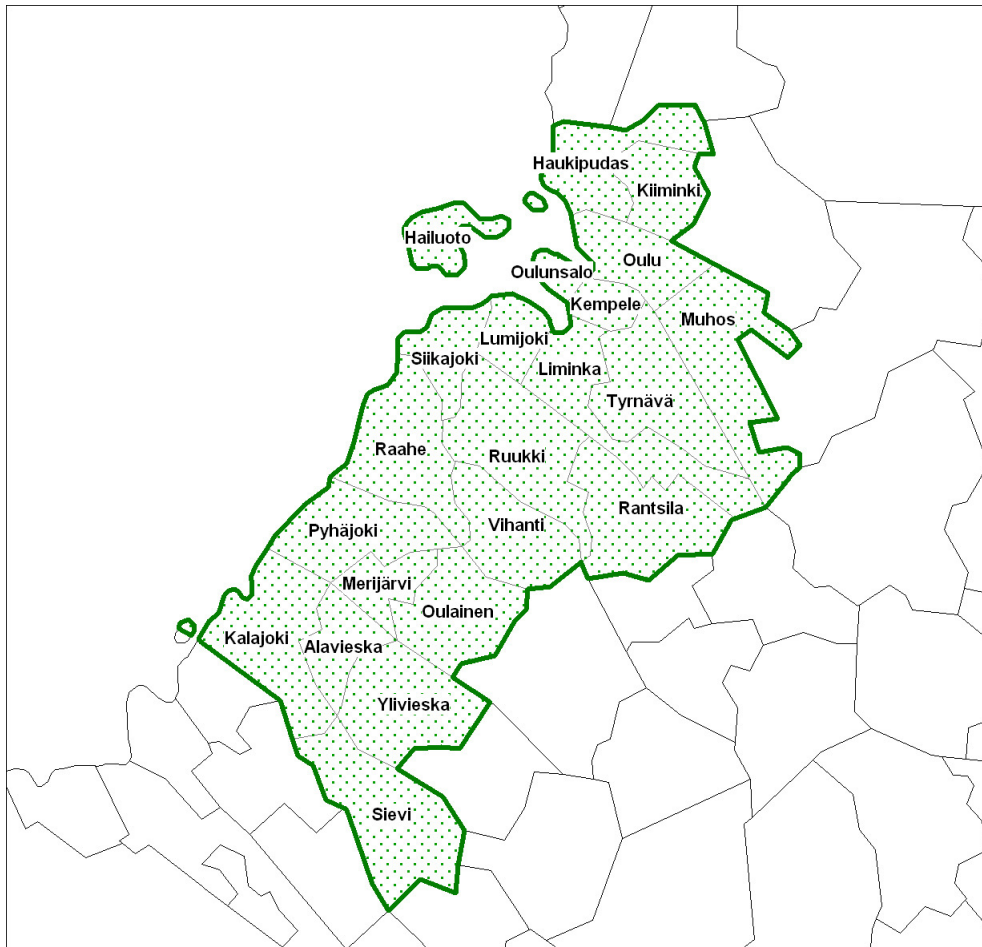 Haukipudas
Kiiminki
Hailuoto
Oulu
Oulunsalo
Kempele
Muhos
Lumijoki
Siikajoki
Liminka
Tyrnävä
Raahe
Ruukki
Rantsila
Vihanti
Pyhäjoki
Merijärvi
Oulainen
Kalajoki
Alavieska
Ylivieska
Sievi